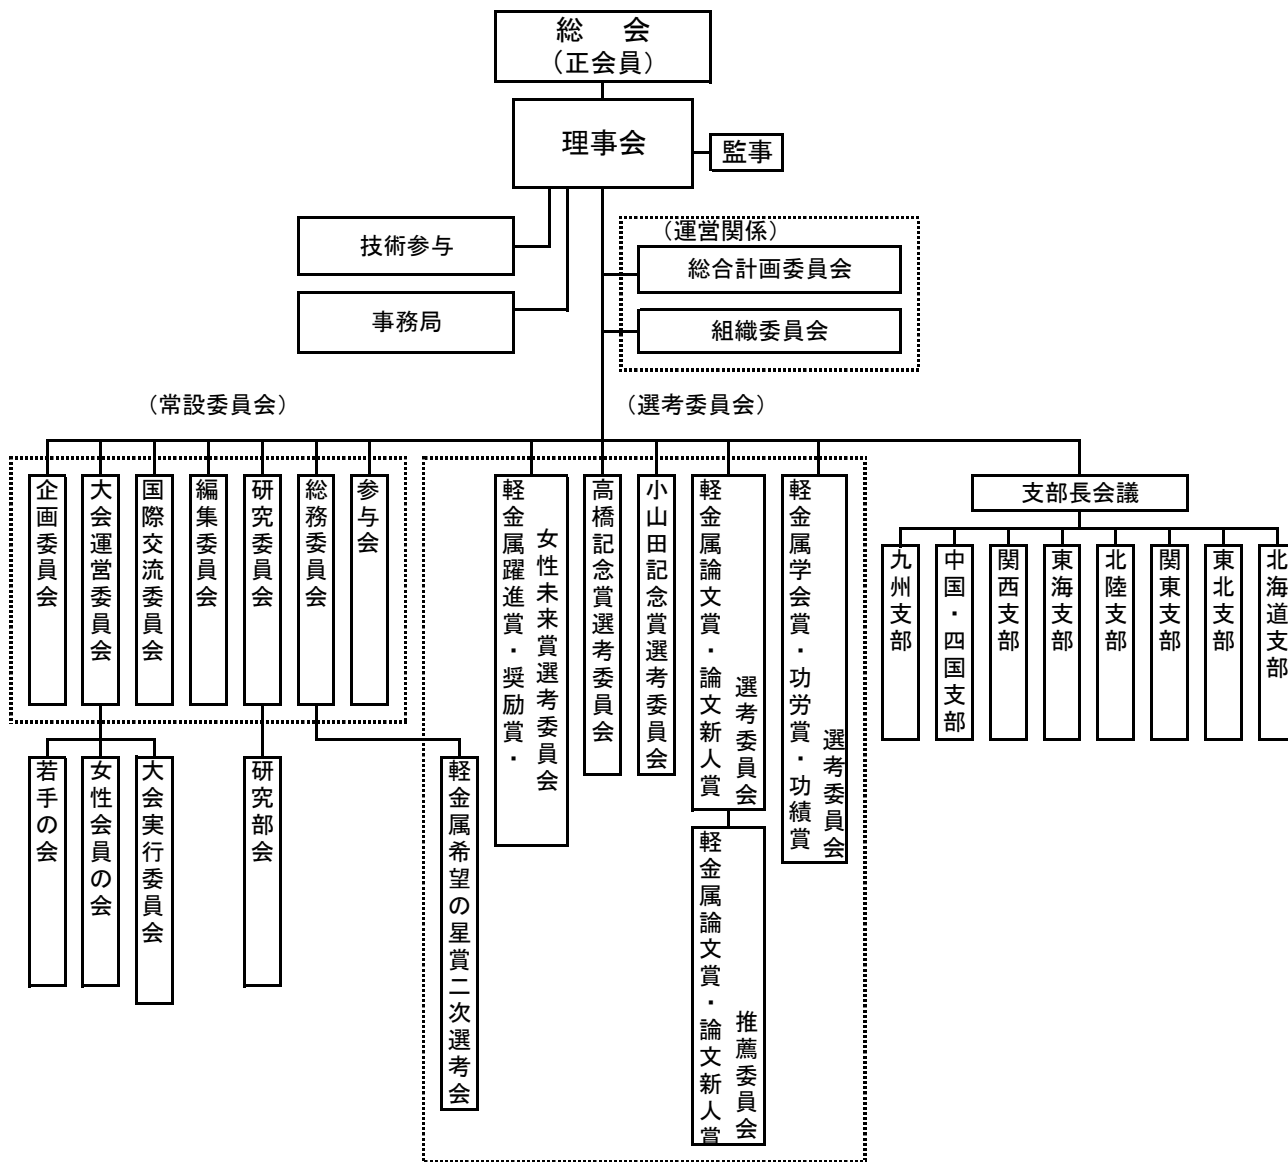 総　会
（正会員）
理事会
監事
技術参与
事務局
（運営関係）
総合計画委員会
組織委員会
（常設委員会）
（選考委員会）
企画委員会
大会運営委員会
国際交流委員会
編集委員会
研究委員会
総務委員会
参与会
軽金属躍進賞・奨励賞・
女性未来賞選考委員会
高橋記念賞選考委員会
小山田記念賞選考委員会
軽金属論文賞・論文新人賞
選考委員会
軽金属学会賞・功労賞・功績賞
選考委員会
支部長会議
九州支部
中国・四国支部
関西支部
東海支部
北陸支部
関東支部
東北支部
北海道支部
若手の会
女性会員の会
大会実行委員会
研究部会
軽金属希望の星賞二次選考会
軽金属論文賞・論文新人賞
推薦委員会